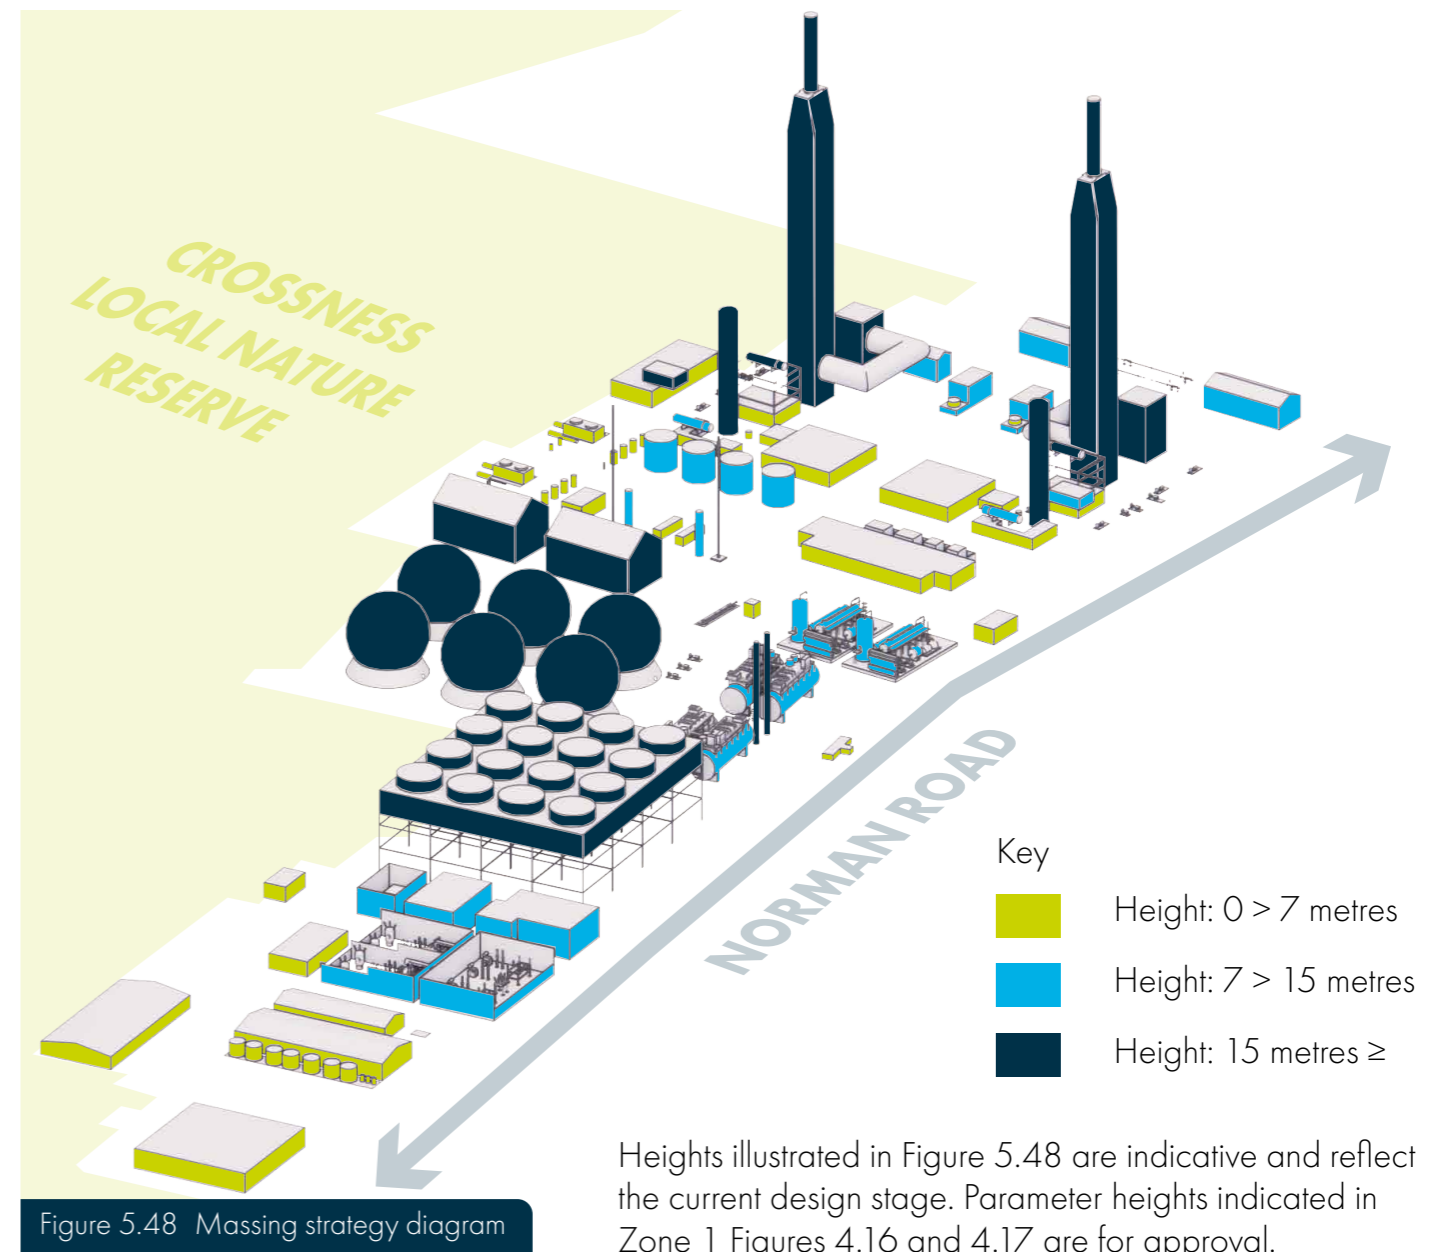 CROSSNESS
LOCAL NATURE
RESERVE
NORMAN ROAD
Key
Height: 0 > 7 metres
Height: 7 > 15 metres
Height: 15 metres ≥
Heights illustrated in Figure 5.48 are indicative and reflect
the current design stage. Parameter heights indicated in
Zone 1 Figures 4.16 and 4.17 are for approval.
Figure 5.48 Massing strategy diagram